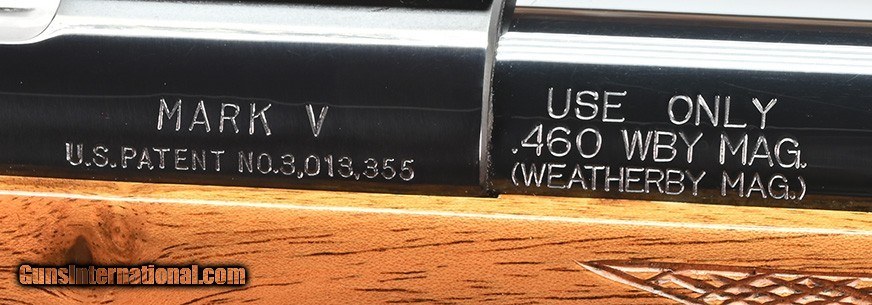 MARK V
U.S. PATENT NO. 3,013,355
USE ONLY
.460 WBY MAG.
(WEATHERBY MAG.)
GunsInternational.com